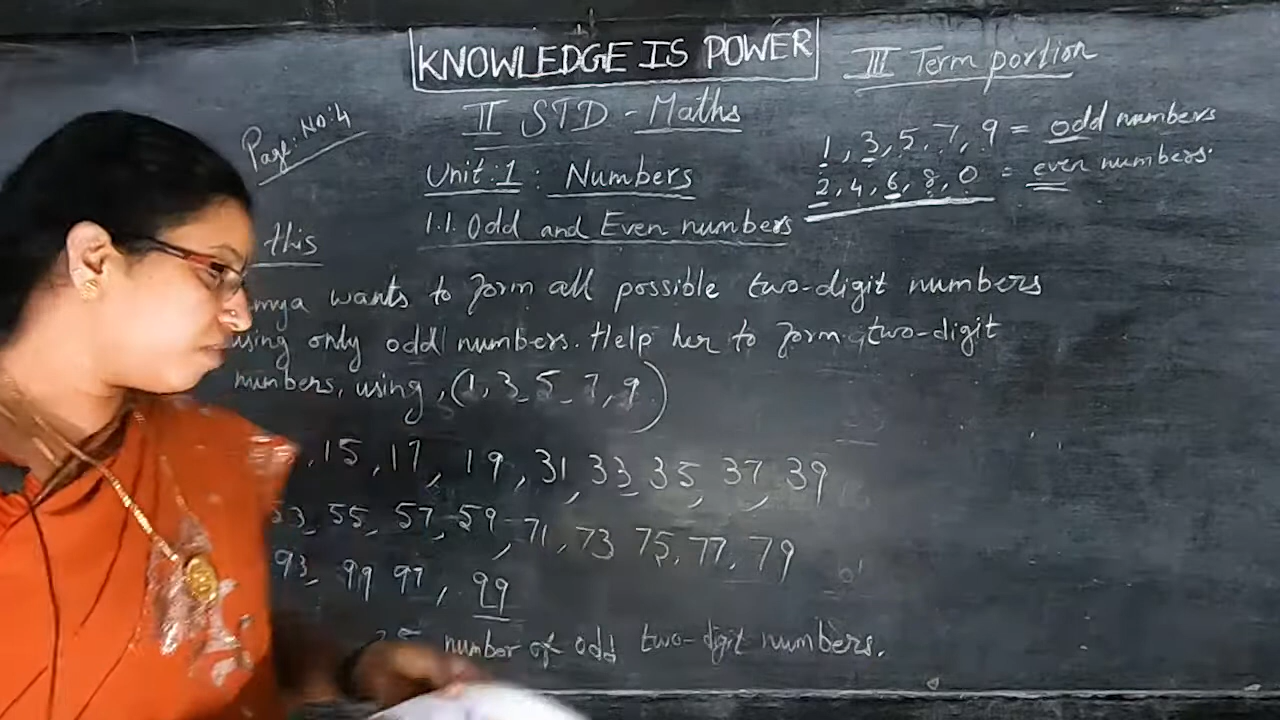 KNOWLEDGE IS POWER
III Term portion
Page: No: 4
II STD - Maths
1, 3, 5, 7, 9 = odd numbers
2, 4, 6, 8, 0 = even numbers.
Unit: 1 : Numbers
1.1. Odd and Even numbers
this
wants to form all possible two-digit numbers
using only odd numbers. Help her to form two-digit
numbers, using, (1, 3, 5, 7, 9)
, 15, 17, 19, 31, 33, 35, 37, 39
53, 55, 57, 59, 71, 73 75, 77, 79
93, 99 97, 99
number of odd two-digit numbers.